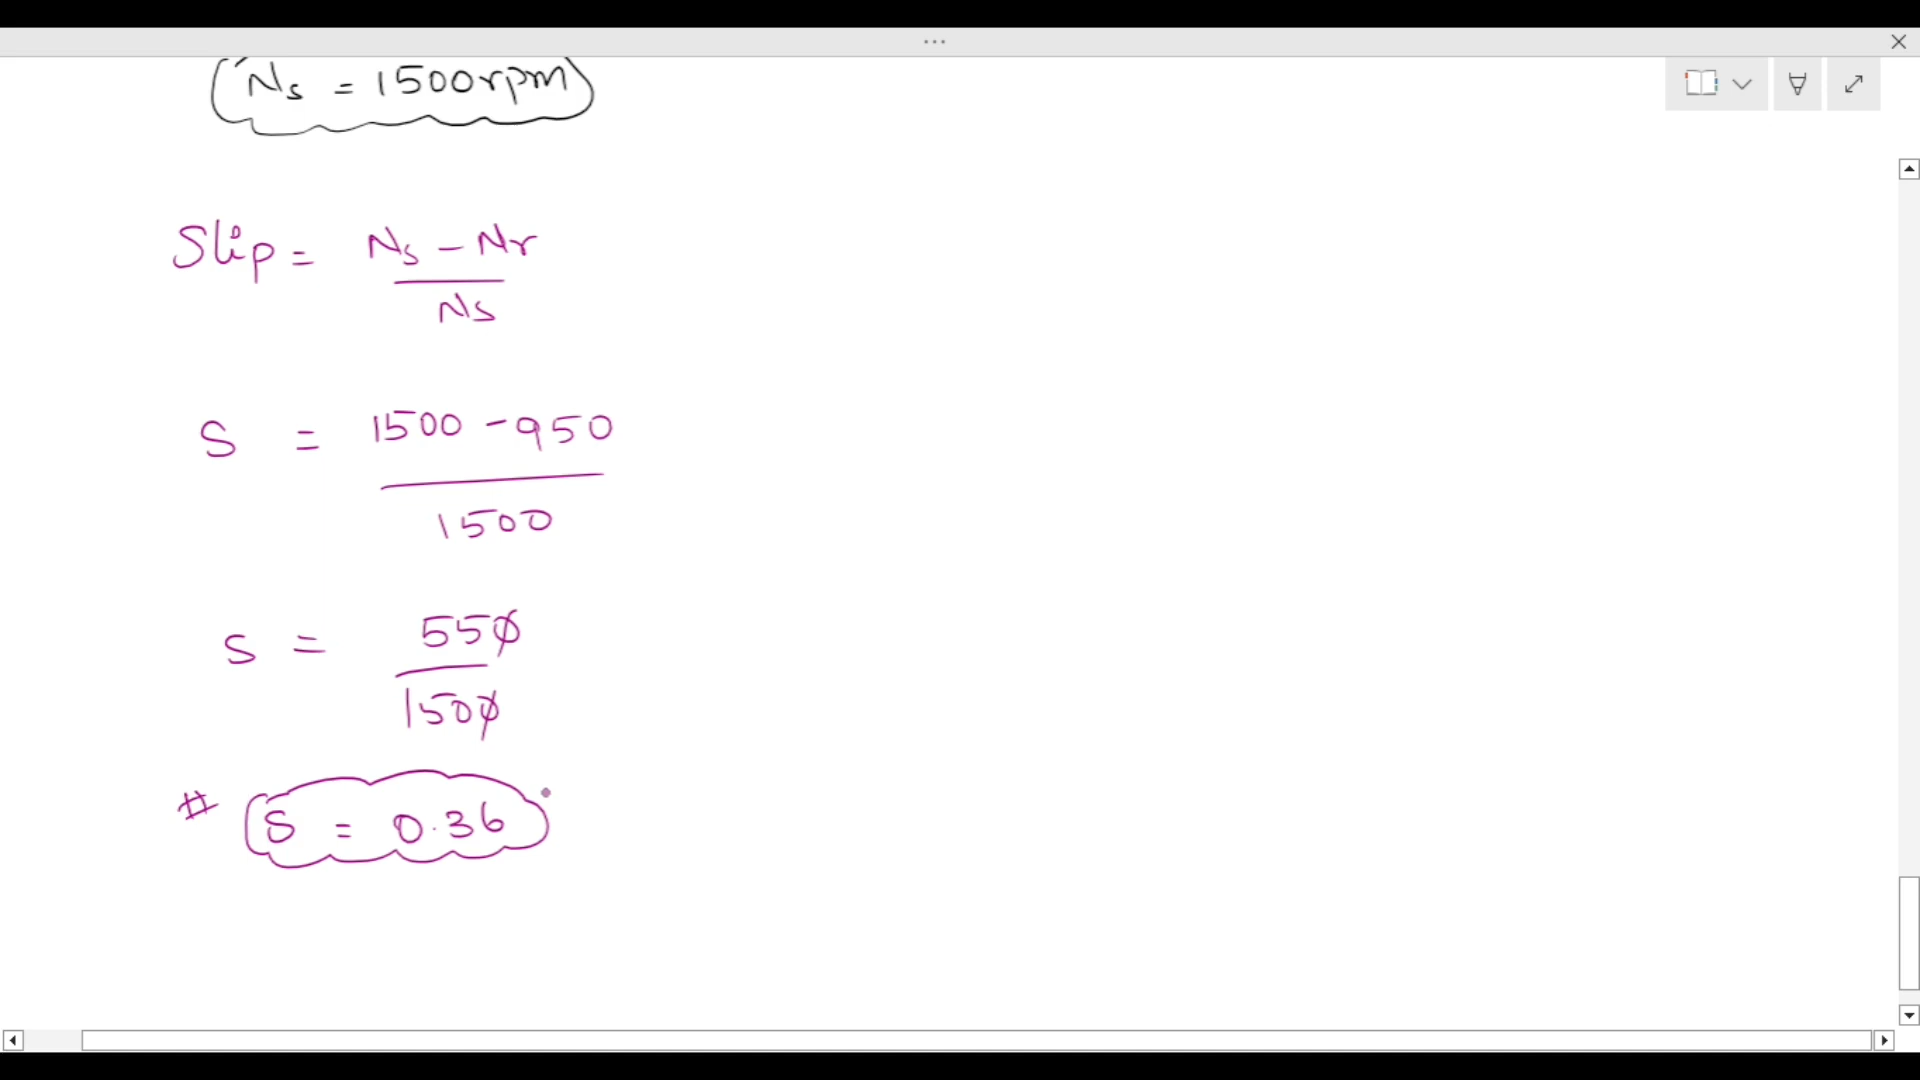 Ns = 1500rpm
Slip = Ns - Nr
Ns
S = 1500 - 950
1500
S = 550
1500
# S = 0.36